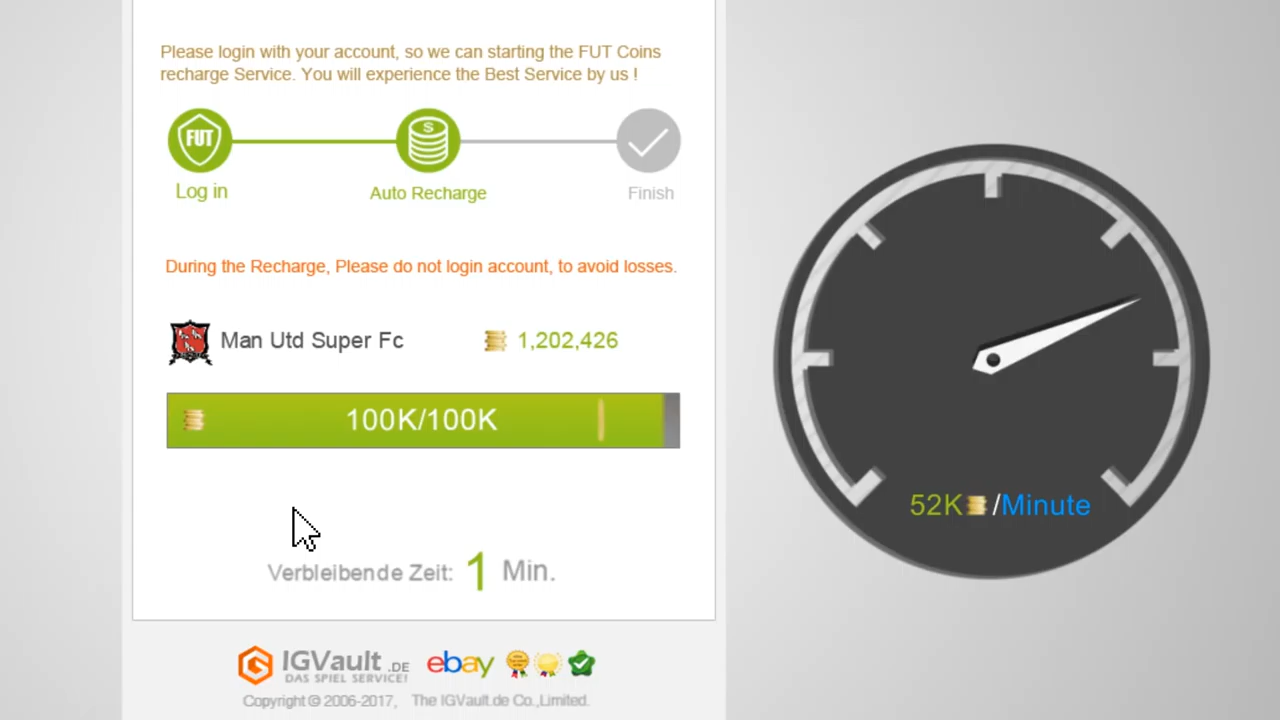 Please login with your account, so we can starting the FUT Coins
recharge Service. You will experience the Best Service by us !
FUT
$
Log in
Auto Recharge
Finish
During the Recharge, Please do not login account, to avoid losses.
Man Utd Super Fc 1,202,426
100K/100K
Verbleibende Zeit: 1 Min.
52K/Minute
IGVault .DE
DAS SPIEL SERVICE!
ebay
Copyright © 2006-2017, The IGVault.de Co.,Limited.